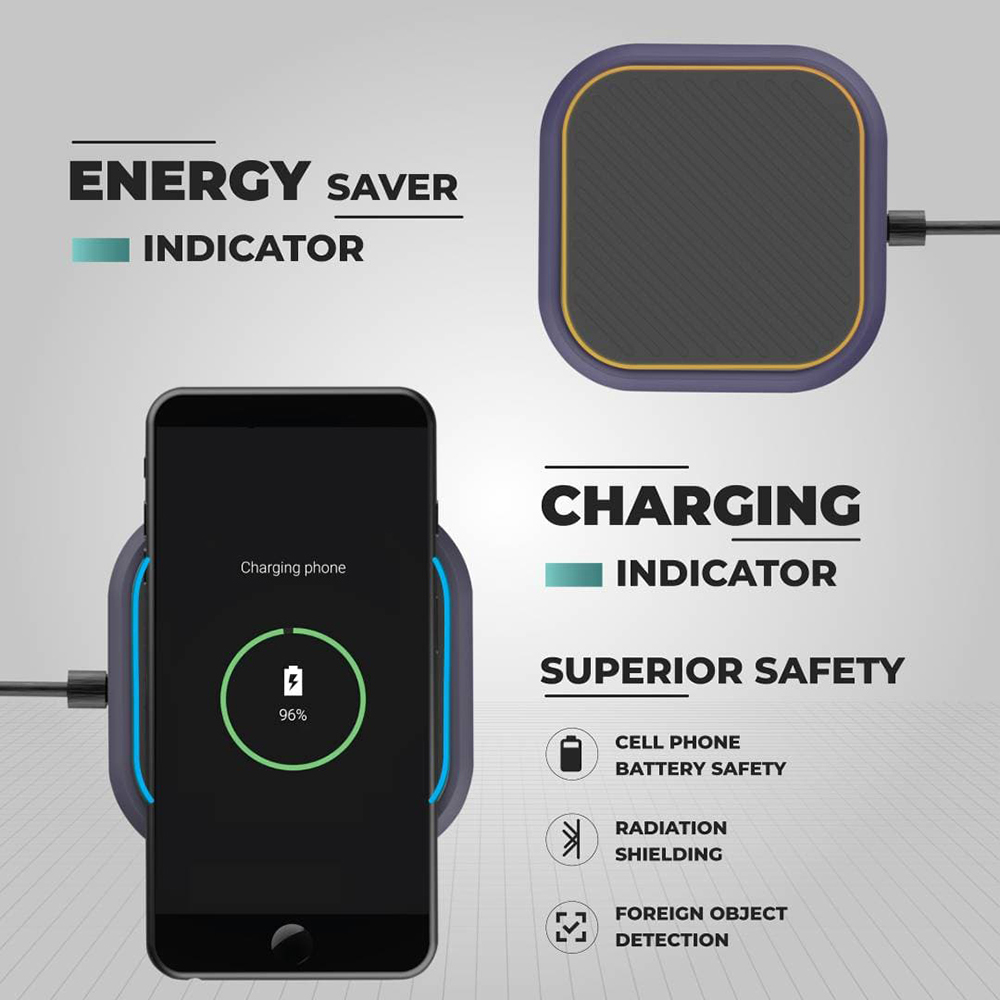 ENERGY SAVER
INDICATOR
CHARGING
INDICATOR
Charging phone
96%
SUPERIOR SAFETY
CELL PHONE
BATTERY SAFETY
RADIATION
SHIELDING
FOREIGN OBJECT
DETECTION